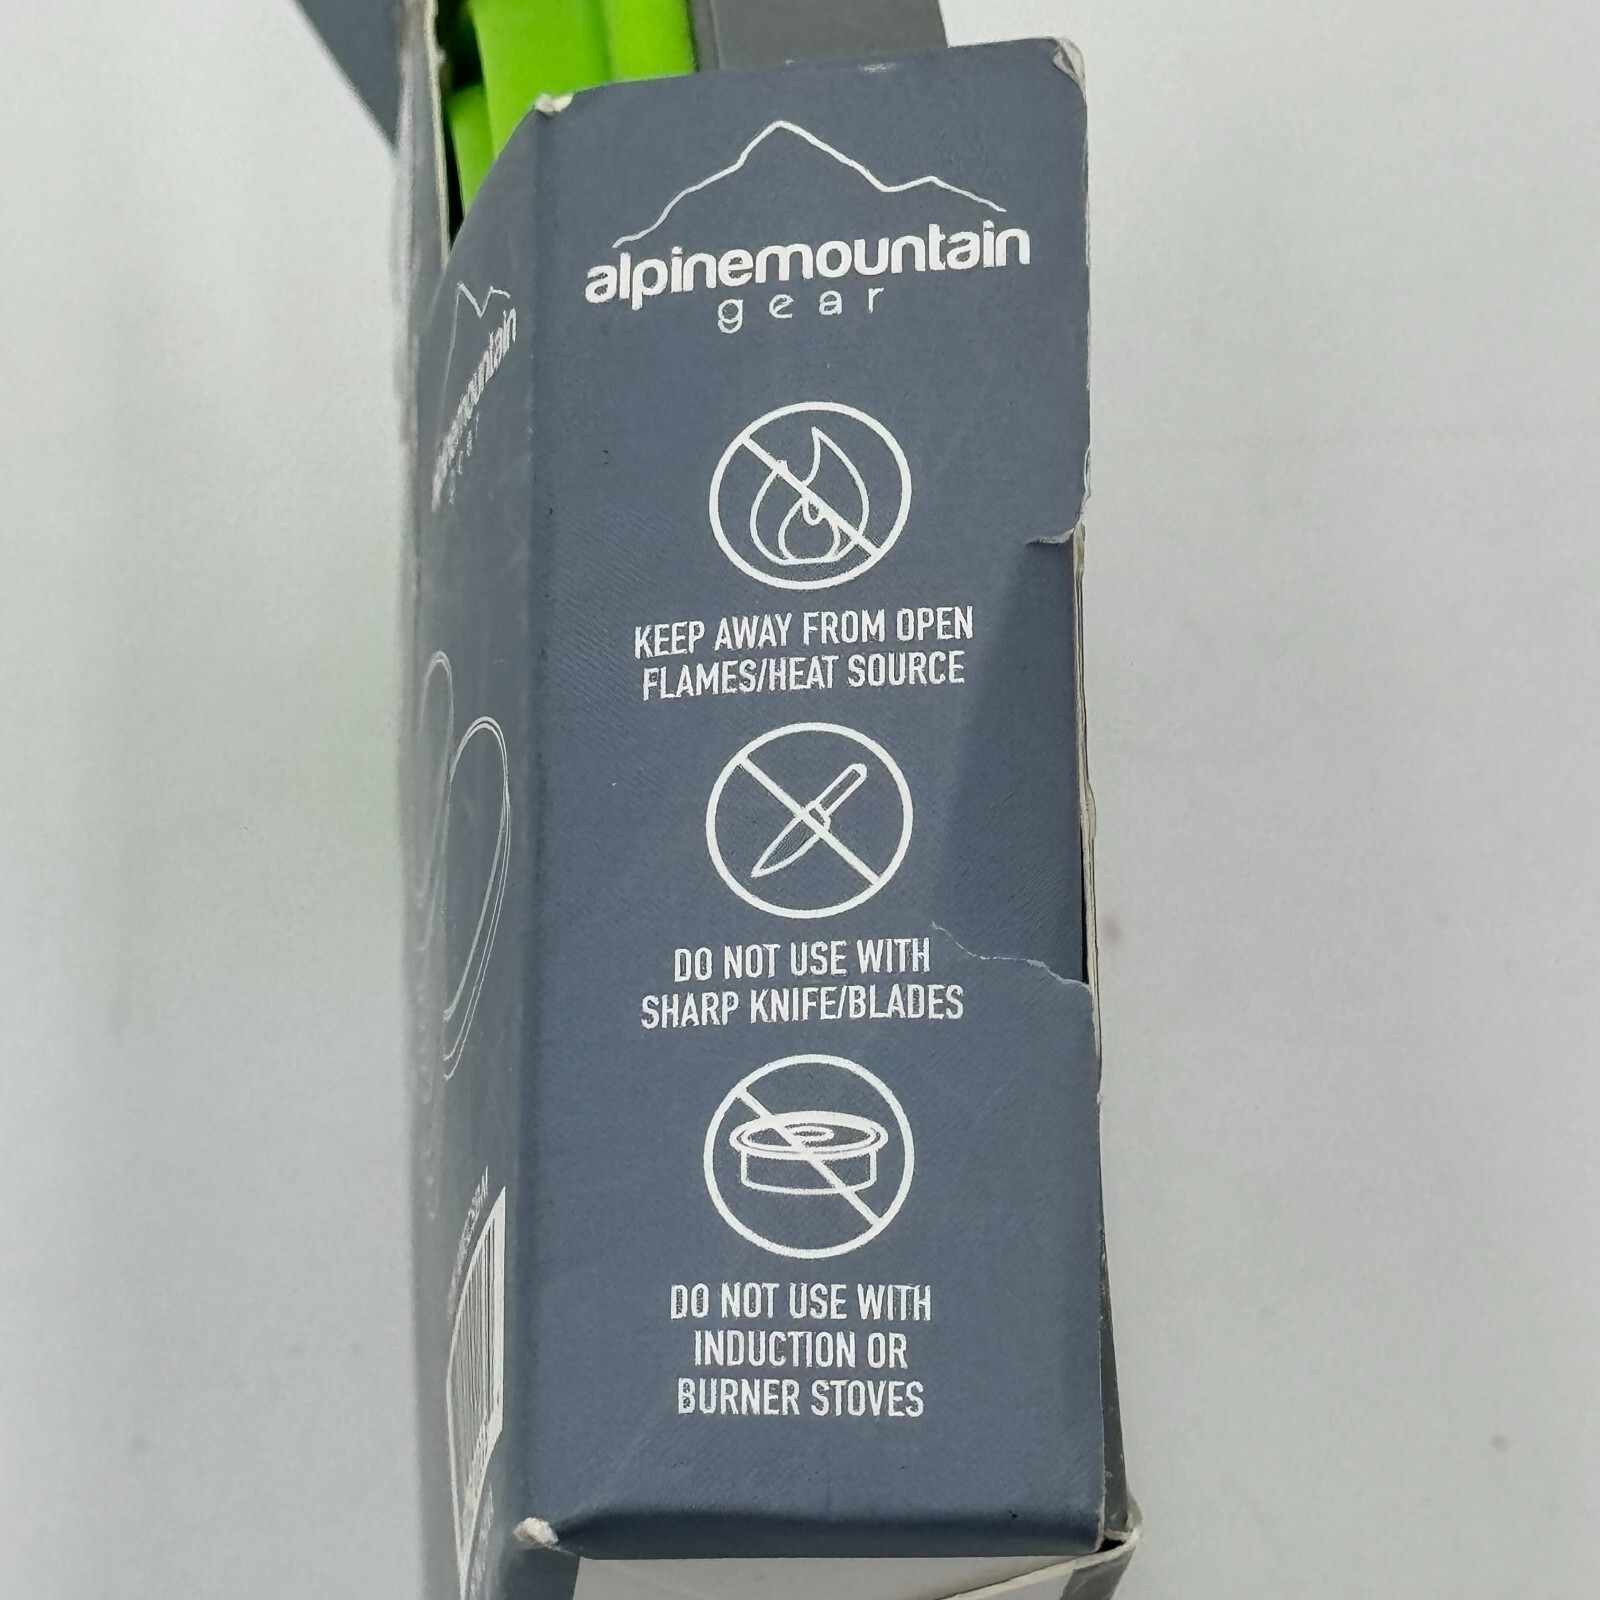 alpinemountain
gear
KEEP AWAY FROM OPEN
FLAMES/HEAT SOURCE
DO NOT USE WITH
SHARP KNIFE/BLADES
DO NOT USE WITH
INDUCTION OR
BURNER STOVES